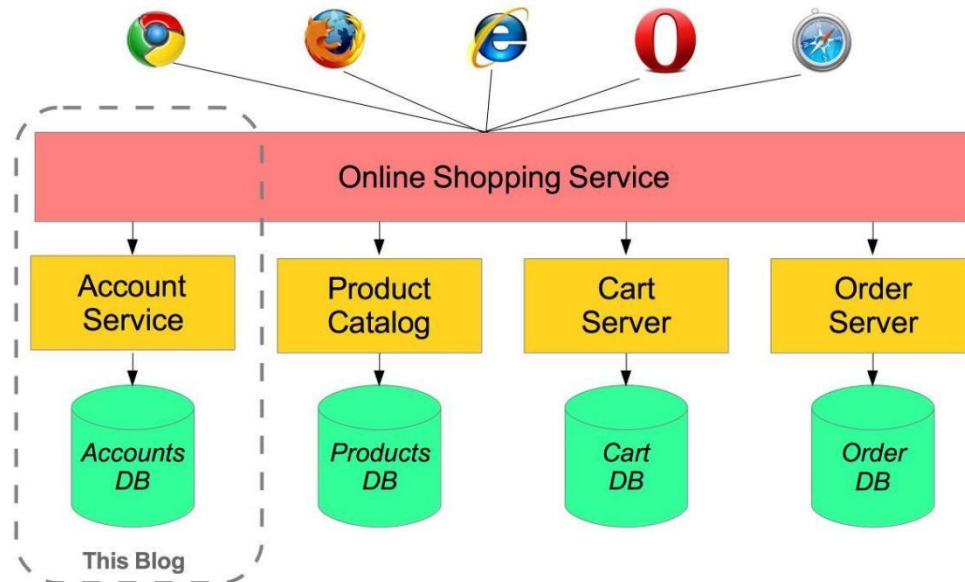 Online Shopping Service
Account
Service
Product
Catalog
Cart
Server
Order
Server
Accounts
DB
Products
DB
Cart
DB
Order
DB
This Blog